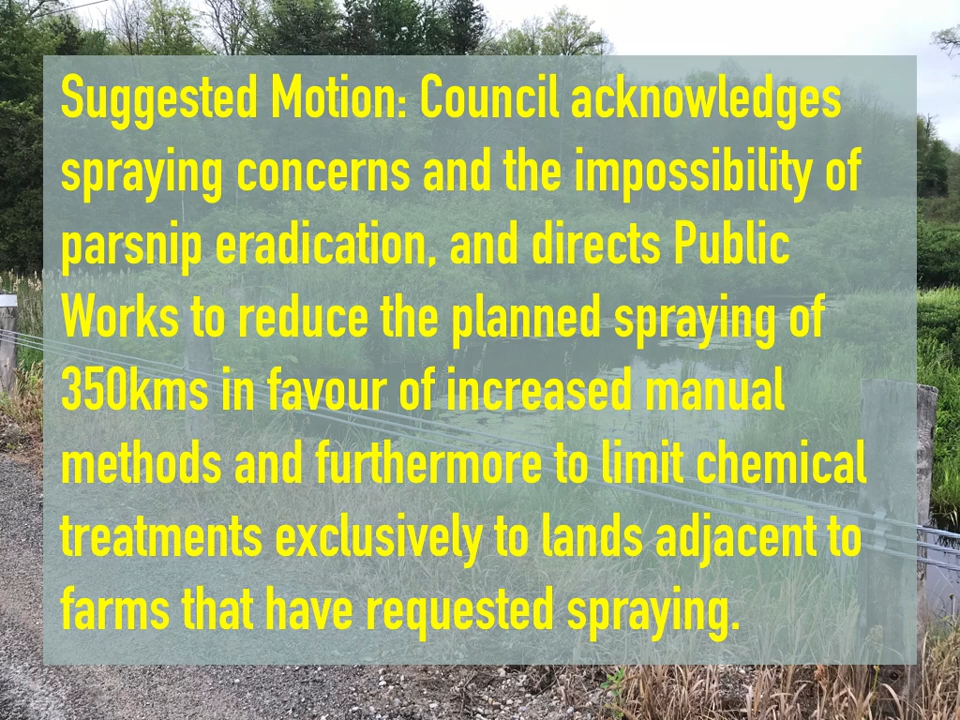 Suggested Motion: Council acknowledges
spraying concerns and the impossibility of
parsnip eradication, and directs Public
Works to reduce the planned spraying of
350kms in favour of increased manual
methods and furthermore to limit chemical
treatments exclusively to lands adjacent to
farms that have requested spraying.